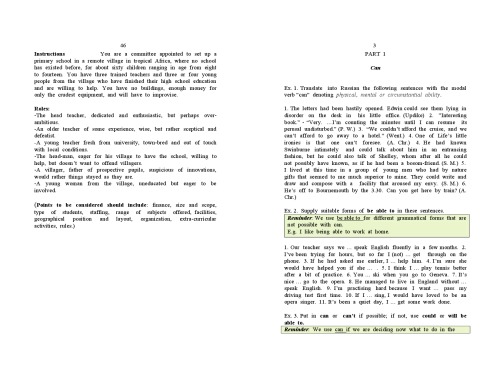 46
Instructions You are a committee appointed to set up a
primary school in a remote village in tropical Africa, where no school
has existed before, for about sixty children ranging in age from eight
to fourteen. You have three trained teachers and three or four young
people from the village who have finished their high school education
and are willing to help. You have no buildings, enough money for
only the crudest equipment, and will have to improvise.
Roles:
-The head teacher, dedicated and enthusiastic, but perhaps over-
ambitious.
-An older teacher of some experience, wise, but rather sceptical and
defeatist.
-A young teacher fresh from university, town-bred and out of touch
with local conditions.
-The head-man, eager for his village to have the school, willing to
help, but doesn't want to offend villagers.
-A villager, father of prospective pupils, suspicious of innovations,
would rather things stayed as they are.
-A young woman from the village, uneducated but eager to be
involved.
(Points to be considered should include: finance, size and scope,
type of students, staffing, range of subjects offered, facilities,
geographical position and layout, organization, extra-curricular
activities, rules.)
3
PART I
Can
Ex. 1. Translate into Russian the following sentences with the modal
verb "can" denoting physical, mental or circumstantial ability.
1. The letters had been hastily opened. Edwin could see them lying in
disorder on the desk in his little office (Updike) 2. "Interesting
book." - "Very. …I'm counting the minutes until I can resume its
perusal undisturbed." (P. W.) 3. "We couldn't afford the cruise, and we
can't afford to go away to a hotel." (Went) 4. One of Life's little
ironies is that one can't foresee. (A. Chr.) 4. He had known
Swinburne intimately and could talk about him in an entrancing
fashion, but he could also talk of Shelley, whom after all he could
not possibly have known, as if he had been a bosom-friend. (S. M.) 5.
I lived at this time in a group of young men who had by nature
gifts that seemed to me much superior to mine. They could write and
draw and compose with a facility that aroused my envy. (S. M.) 6.
He's off to Bournemouth by the 3.30. Can you get here by train? (A.
Chr.)
Ex. 2. Supply suitable forms of be able to in these sentences.
Reminder: We use be able to for different grammatical forms that are
not possible with can.
E.g. I like being able to work at home.
1. Our teacher says we … speak English fluently in a few months. 2.
I've been trying for hours, but so far I (not) … get through on the
phone. 3. If he had asked me earlier, I … help him. 4. I'm sure she
would have helped you if she … . 5. I think I … play tennis better
after a bit of practice. 6. You … ski when you go to Geneva. 7. It's
nice … go to the opera. 8. He managed to live in England without …
speak English. 9. I'm practising hard because I want … pass my
driving test first time. 10. If I … sing, I would have loved to be an
opera singer. 11. It's been a quiet day, I … get some work done.
Ex. 3. Put in can or can't if possible; if not, use could or will be
able to.
Reminder: We use can if we are deciding now what to do in the